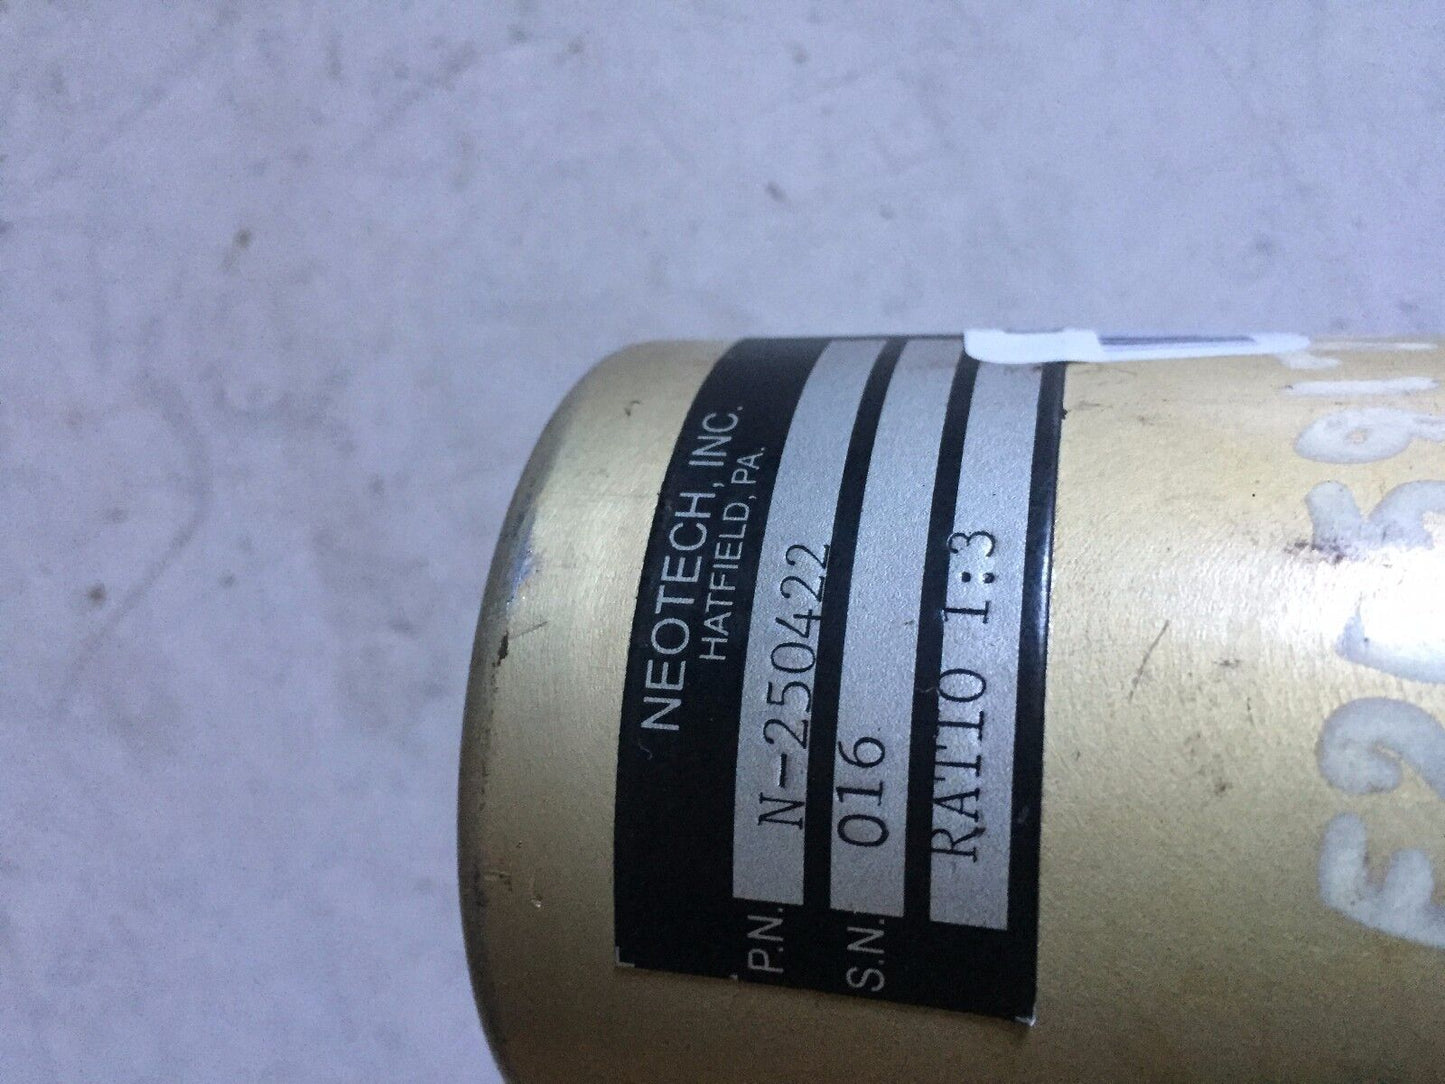 NEOTECH, INC.
HATFIELD, PA.
P.N. N-250422
S.N. 016
RATIO 1:3